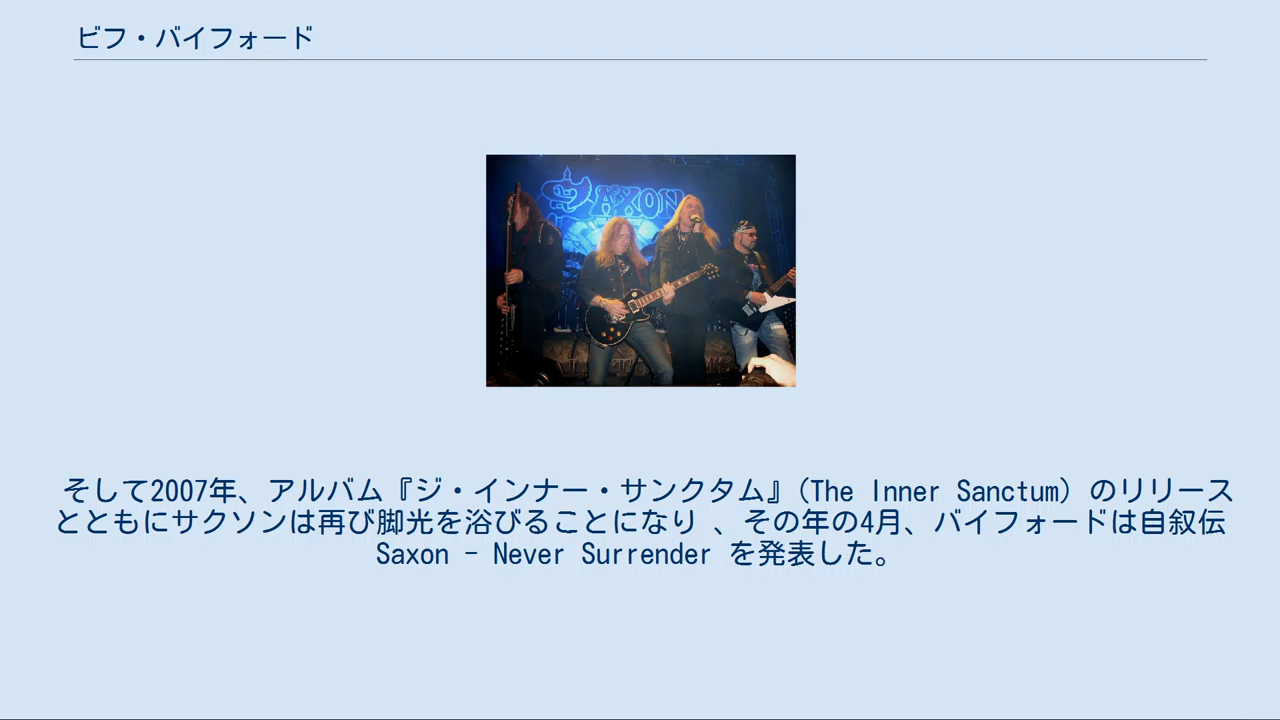 ビフ・バイフォード
SAXON
そして2007年、アルバム『ジ・インナー・サンクタム』(The Inner Sanctum) のリリース
とともにサクソンは再び脚光を浴びることになり 、その年の4月、バイフォードは自叙伝
Saxon - Never Surrender を発表した。